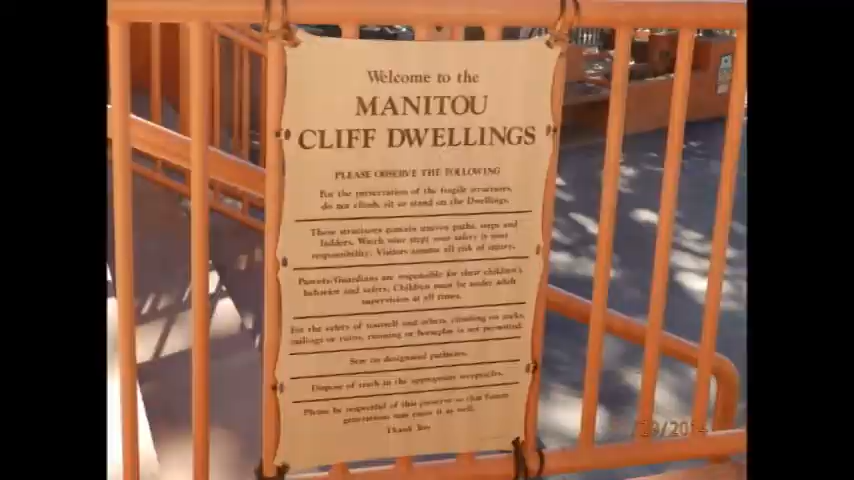 Welcome to the
MANITOU
CLIFF DWELLINGS
PLEASE OBSERVE THE FOLLOWING
For the preservation of the fragile structures,
do not climb, sit or stand on the Dwellings.
These structures contain uneven paths, steps and
ladders. Watch your step; your safety is your
responsibility. Visitors assume all risk of injury.
Parents/Guardians are responsible for their children's
behavior and safety. Children must be under adult
supervision at all times.
For the safety of yourself and others, climbing on rocks,
railings or ruins, running or horseplay is not permitted.
Stay on designated pathways.
Dispose of trash in the appropriate receptacles.
Please be respectful of this preserve so that future
generations may enjoy it as well.
Thank You
/29/2014